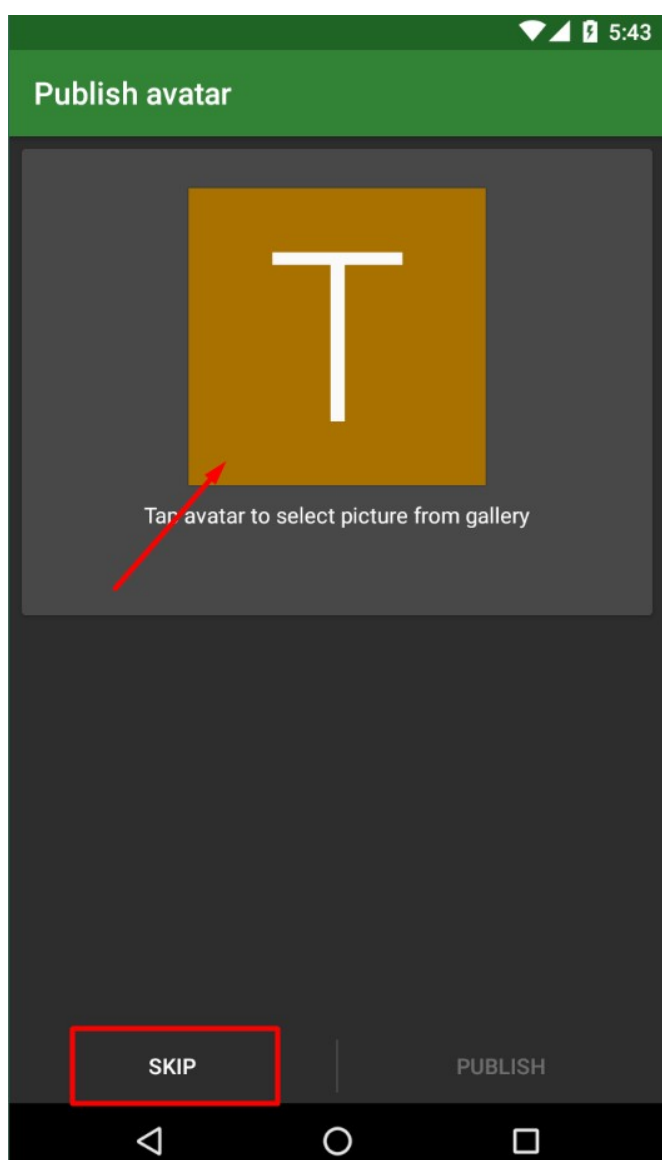 5:43
Publish avatar
T
Tap avatar to select picture from gallery
SKIP
PUBLISH